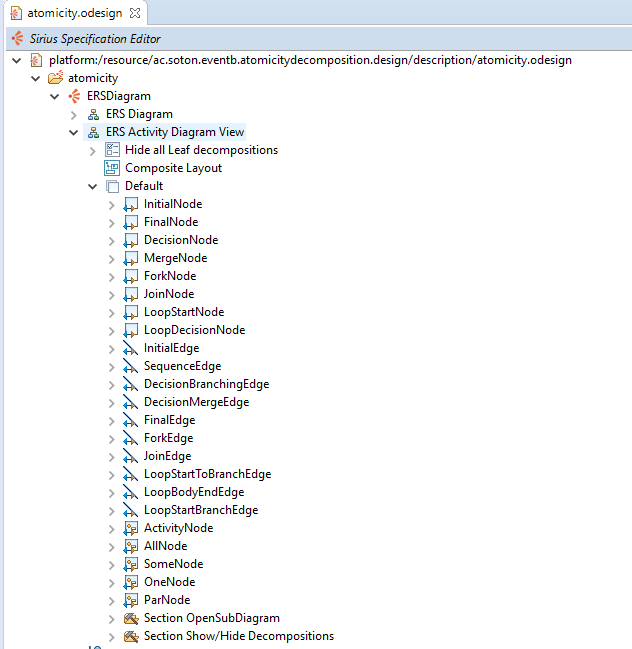 atomicity.odesign
Sirius Specification Editor
platform:/resource/ac.soton.eventb.atomicitydecomposition.design/description/atomicity.odesign
atomicity
ERSDiagram
ERS Diagram
ERS Activity Diagram View
Hide all Leaf decompositions
Composite Layout
Default
InitialNode
FinalNode
DecisionNode
MergeNode
ForkNode
JoinNode
LoopStartNode
LoopDecisionNode
InitialEdge
SequenceEdge
DecisionBranchingEdge
DecisionMergeEdge
FinalEdge
ForkEdge
JoinEdge
LoopStartToBranchEdge
LoopBodyEndEdge
LoopStartBranchEdge
ActivityNode
AllNode
SomeNode
OneNode
ParNode
Section OpenSubDiagram
Section Show/Hide Decompositions